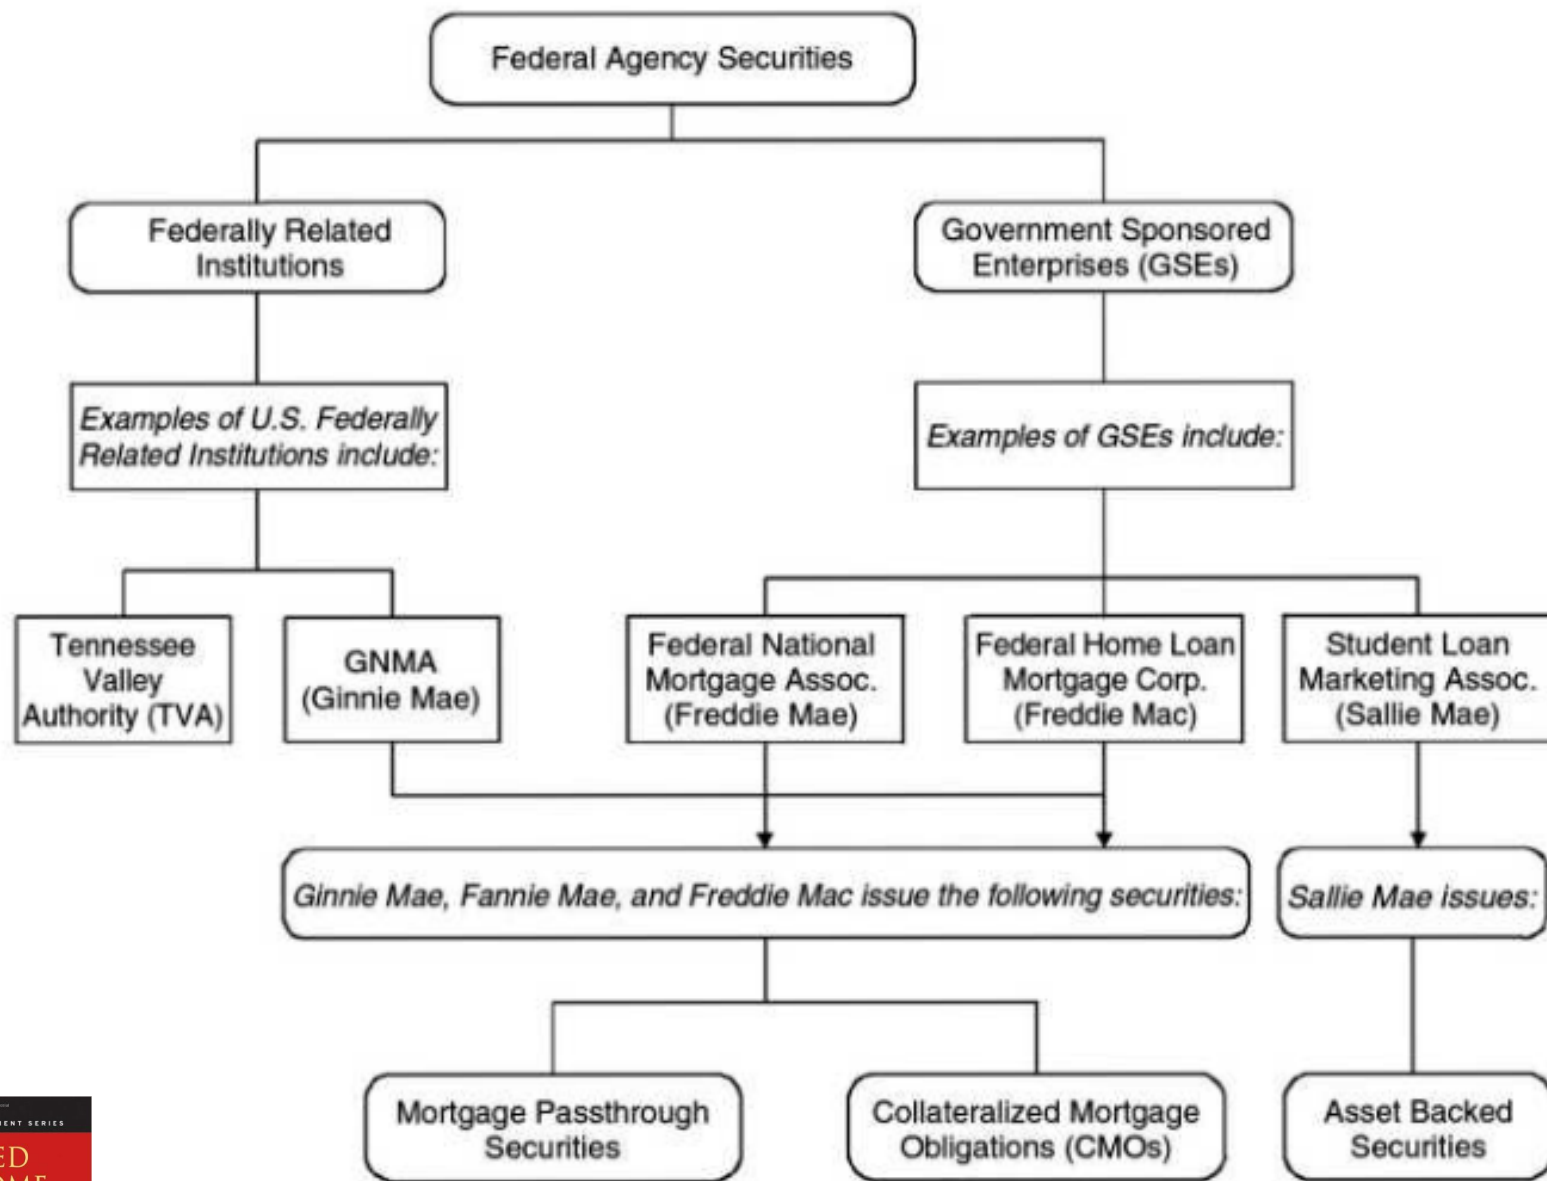 Federal Agency Securities
Federally Related
Institutions
Government Sponsored
Enterprises (GSEs)
Examples of U.S. Federally
Related Institutions include:
Examples of GSEs include:
Tennessee
Valley
Authority (TVA)
GNMA
(Ginnie Mae)
Federal National
Mortgage Assoc.
(Freddie Mae)
Federal Home Loan
Mortgage Corp.
(Freddie Mac)
Student Loan
Marketing Assoc.
(Sallie Mae)
Ginnie Mae, Fannie Mae, and Freddie Mac issue the following securities:
Sallie Mae issues:
Mortgage Passthrough
Securities
Collateralized Mortgage
Obligations (CMOs)
Asset Backed
Securities
MENT SERIES
ED